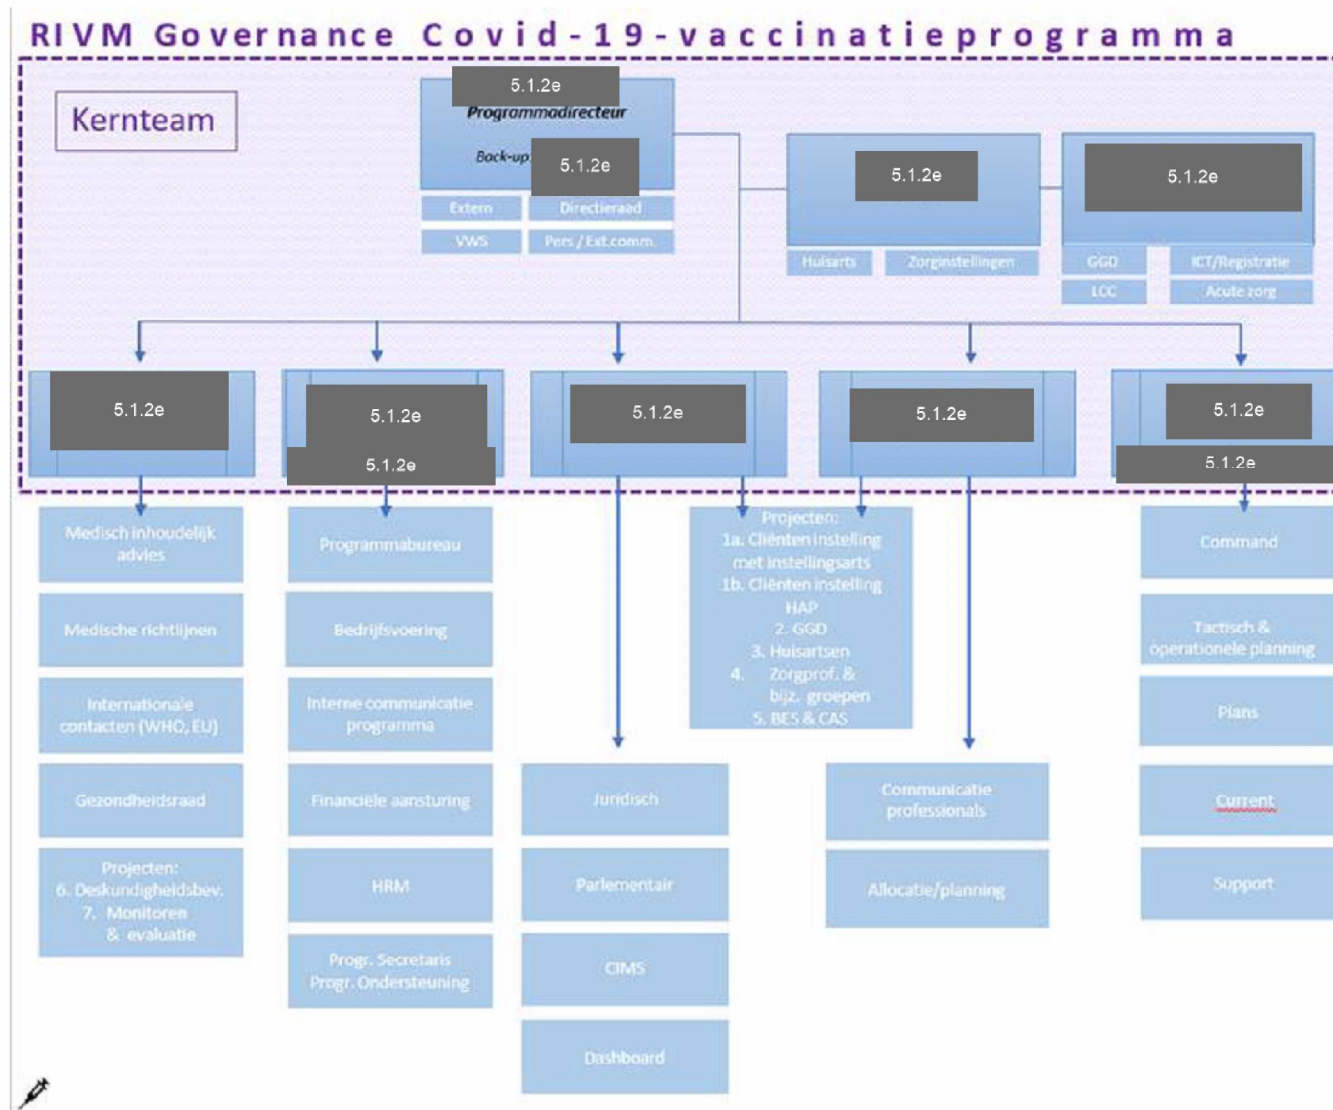 RIVM Governance Covid-19-vaccinatieprogramma
Kernteam
5.1.2e
Programmadirecteur
Back-up:
5.1.2e
Extern
Directieraad
VWS
Pers / Ext.comm.
5.1.2e
Huisarts
Zorginstellingen
5.1.2e
GGD
ICT/Registratie
LCC
Acute zorg
5.1.2e
5.1.2e
5.1.2e
5.1.2e
5.1.2e
5.1.2e
5.1.2e
Medisch inhoudelijk
advies
Medische richtlijnen
Internationale
contacten (WHO, EU)
Gezondheidsraad
Projecten:
6. Deskundigheidsbev.
7. Monitoren
& evaluatie
Programmabureau
Bedrijfsvoering
Interne communicatie
programma
Financiële aansturing
HRM
Progr. Secretaris
Progr. Ondersteuning
Juridisch
Parlementair
CIMS
Dashboard
Projecten:
1a. Cliënten instelling
met instellingsarts
1b. Cliënten instelling
HAP
2. GGD
3. Huisartsen
4. Zorgprof. &
bijz. groepen
5. BES & CAS
Communicatie
professionals
Allocatie/planning
Command
Tactisch &
operationele planning
Plans
Current
Support